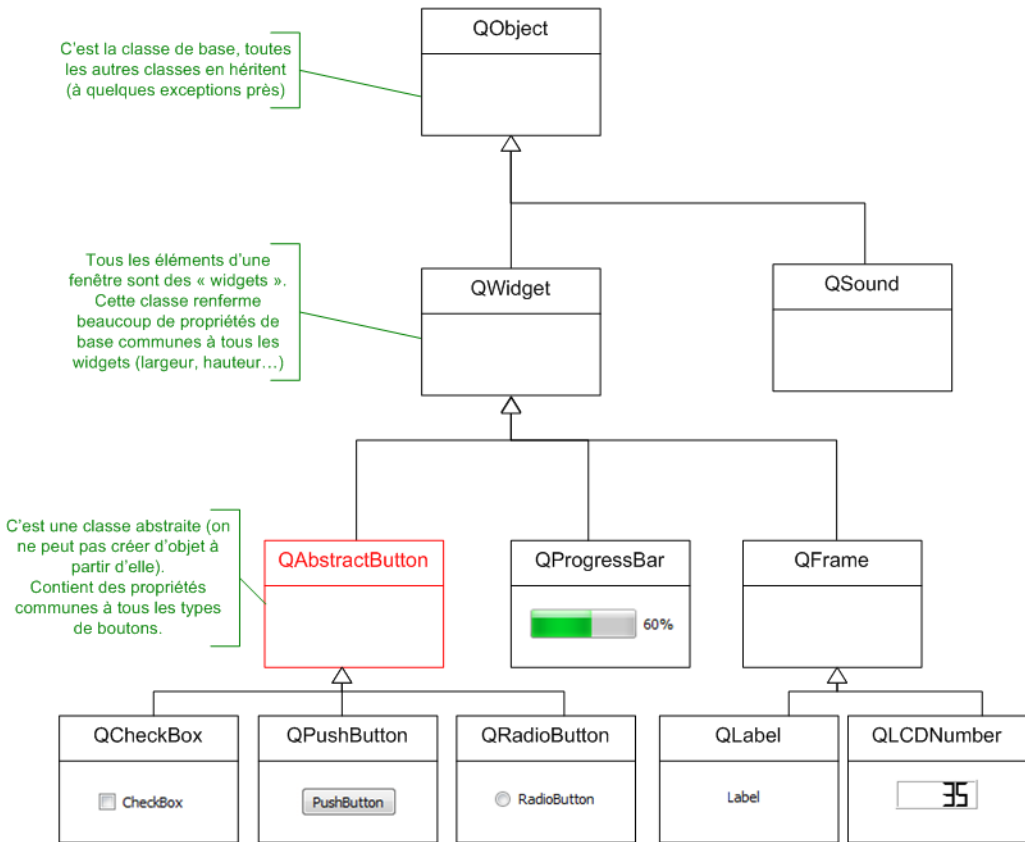 QObject
C'est la classe de base, toutes
les autres classes en héritent
(à quelques exceptions près)
Tous les éléments d'une
fenêtre sont des « widgets ».
Cette classe renferme
beaucoup de propriétés de
base communes à tous les
widgets (largeur, hauteur…)
QWidget
QSound
C'est une classe abstraite (on
ne peut pas créer d'objet à
partir d'elle).
Contient des propriétés
communes à tous les types
de boutons.
QAbstractButton
QProgressBar
60%
QFrame
QCheckBox
CheckBox
QPushButton
PushButton
QRadioButton
RadioButton
QLabel
Label
QLCDNumber
35